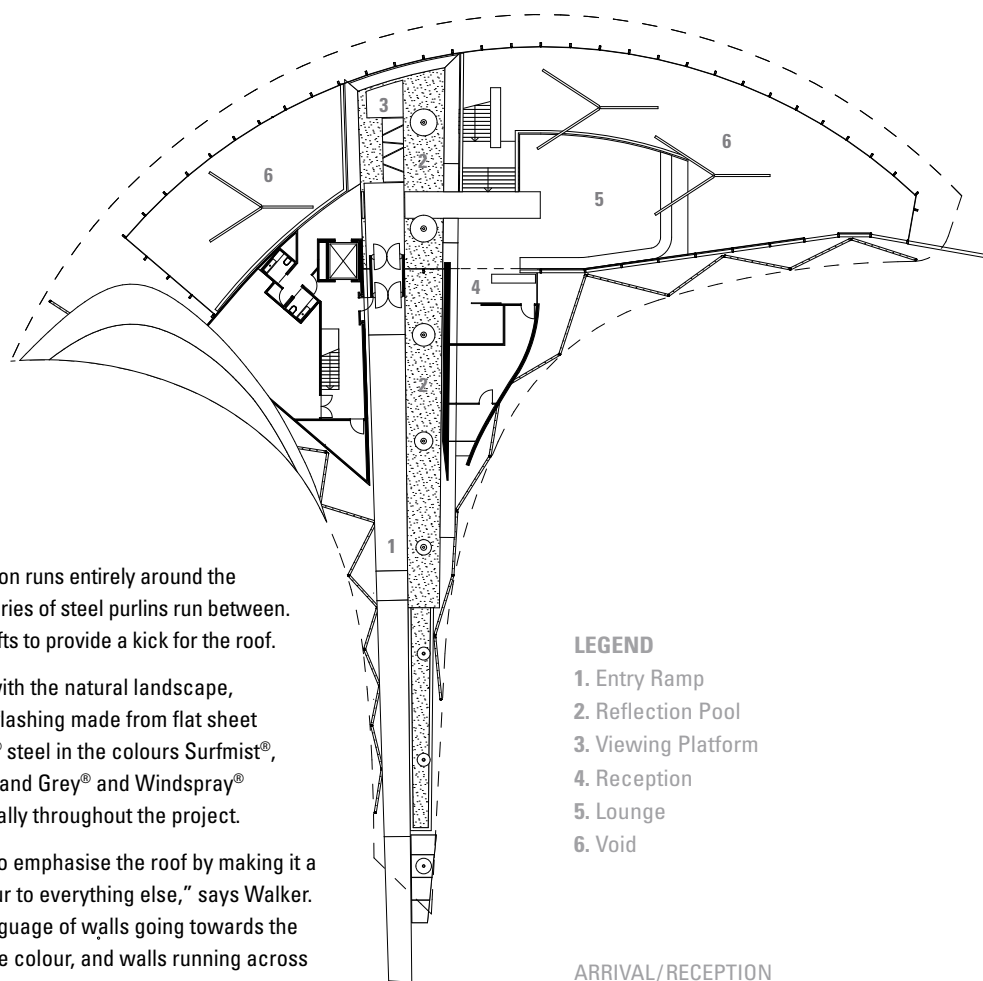 3
2
6
6
5
4
2
1
on runs entirely around the
ries of steel purlins run between.
fts to provide a kick for the roof.
with the natural landscape,
lashing made from flat sheet
® steel in the colours Surfmist®,
and Grey® and Windspray®
ally throughout the project.
o emphasise the roof by making it a
ur to everything else,” says Walker.
guage of walls going towards the
e colour, and walls running across
LEGEND
1. Entry Ramp
2. Reflection Pool
3. Viewing Platform
4. Reception
5. Lounge
6. Void
ARRIVAL/RECEPTION